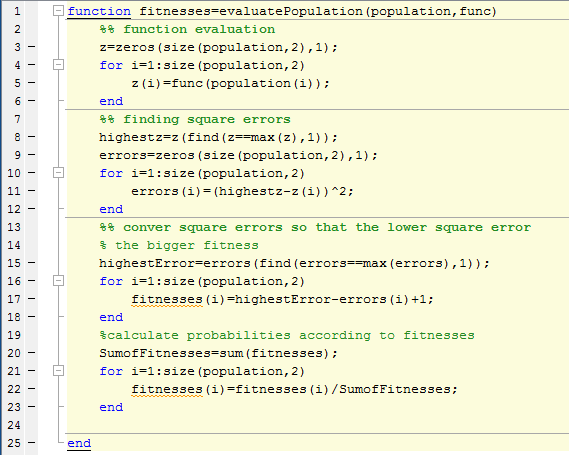 1 function fitnesses=evaluatePopulation(population,func)
2 %% function evaluation
3 – z=zeros(size(population,2),1);
4 – for i=1:size(population,2)
5 – z(i)=func(population(i));
6 – end
7 %% finding square errors
8 – highestz=z(find(z==max(z),1));
9 – errors=zeros(size(population,2),1);
10 – for i=1:size(population,2)
11 – errors(i)=(highestz-z(i))^2;
12 – end
13 %% conver square errors so that the lower square error
14 % the bigger fitness
15 – highestError=errors(find(errors==max(errors),1));
16 – for i=1:size(population,2)
17 – fitnesses(i)=highestError-errors(i)+1;
18 – end
19 %calculate probabilities according to fitnesses
20 – SumofFitnesses=sum(fitnesses);
21 – for i=1:size(population,2)
22 – fitnesses(i)=fitnesses(i)/SumofFitnesses;
23 – end
24
25 – end